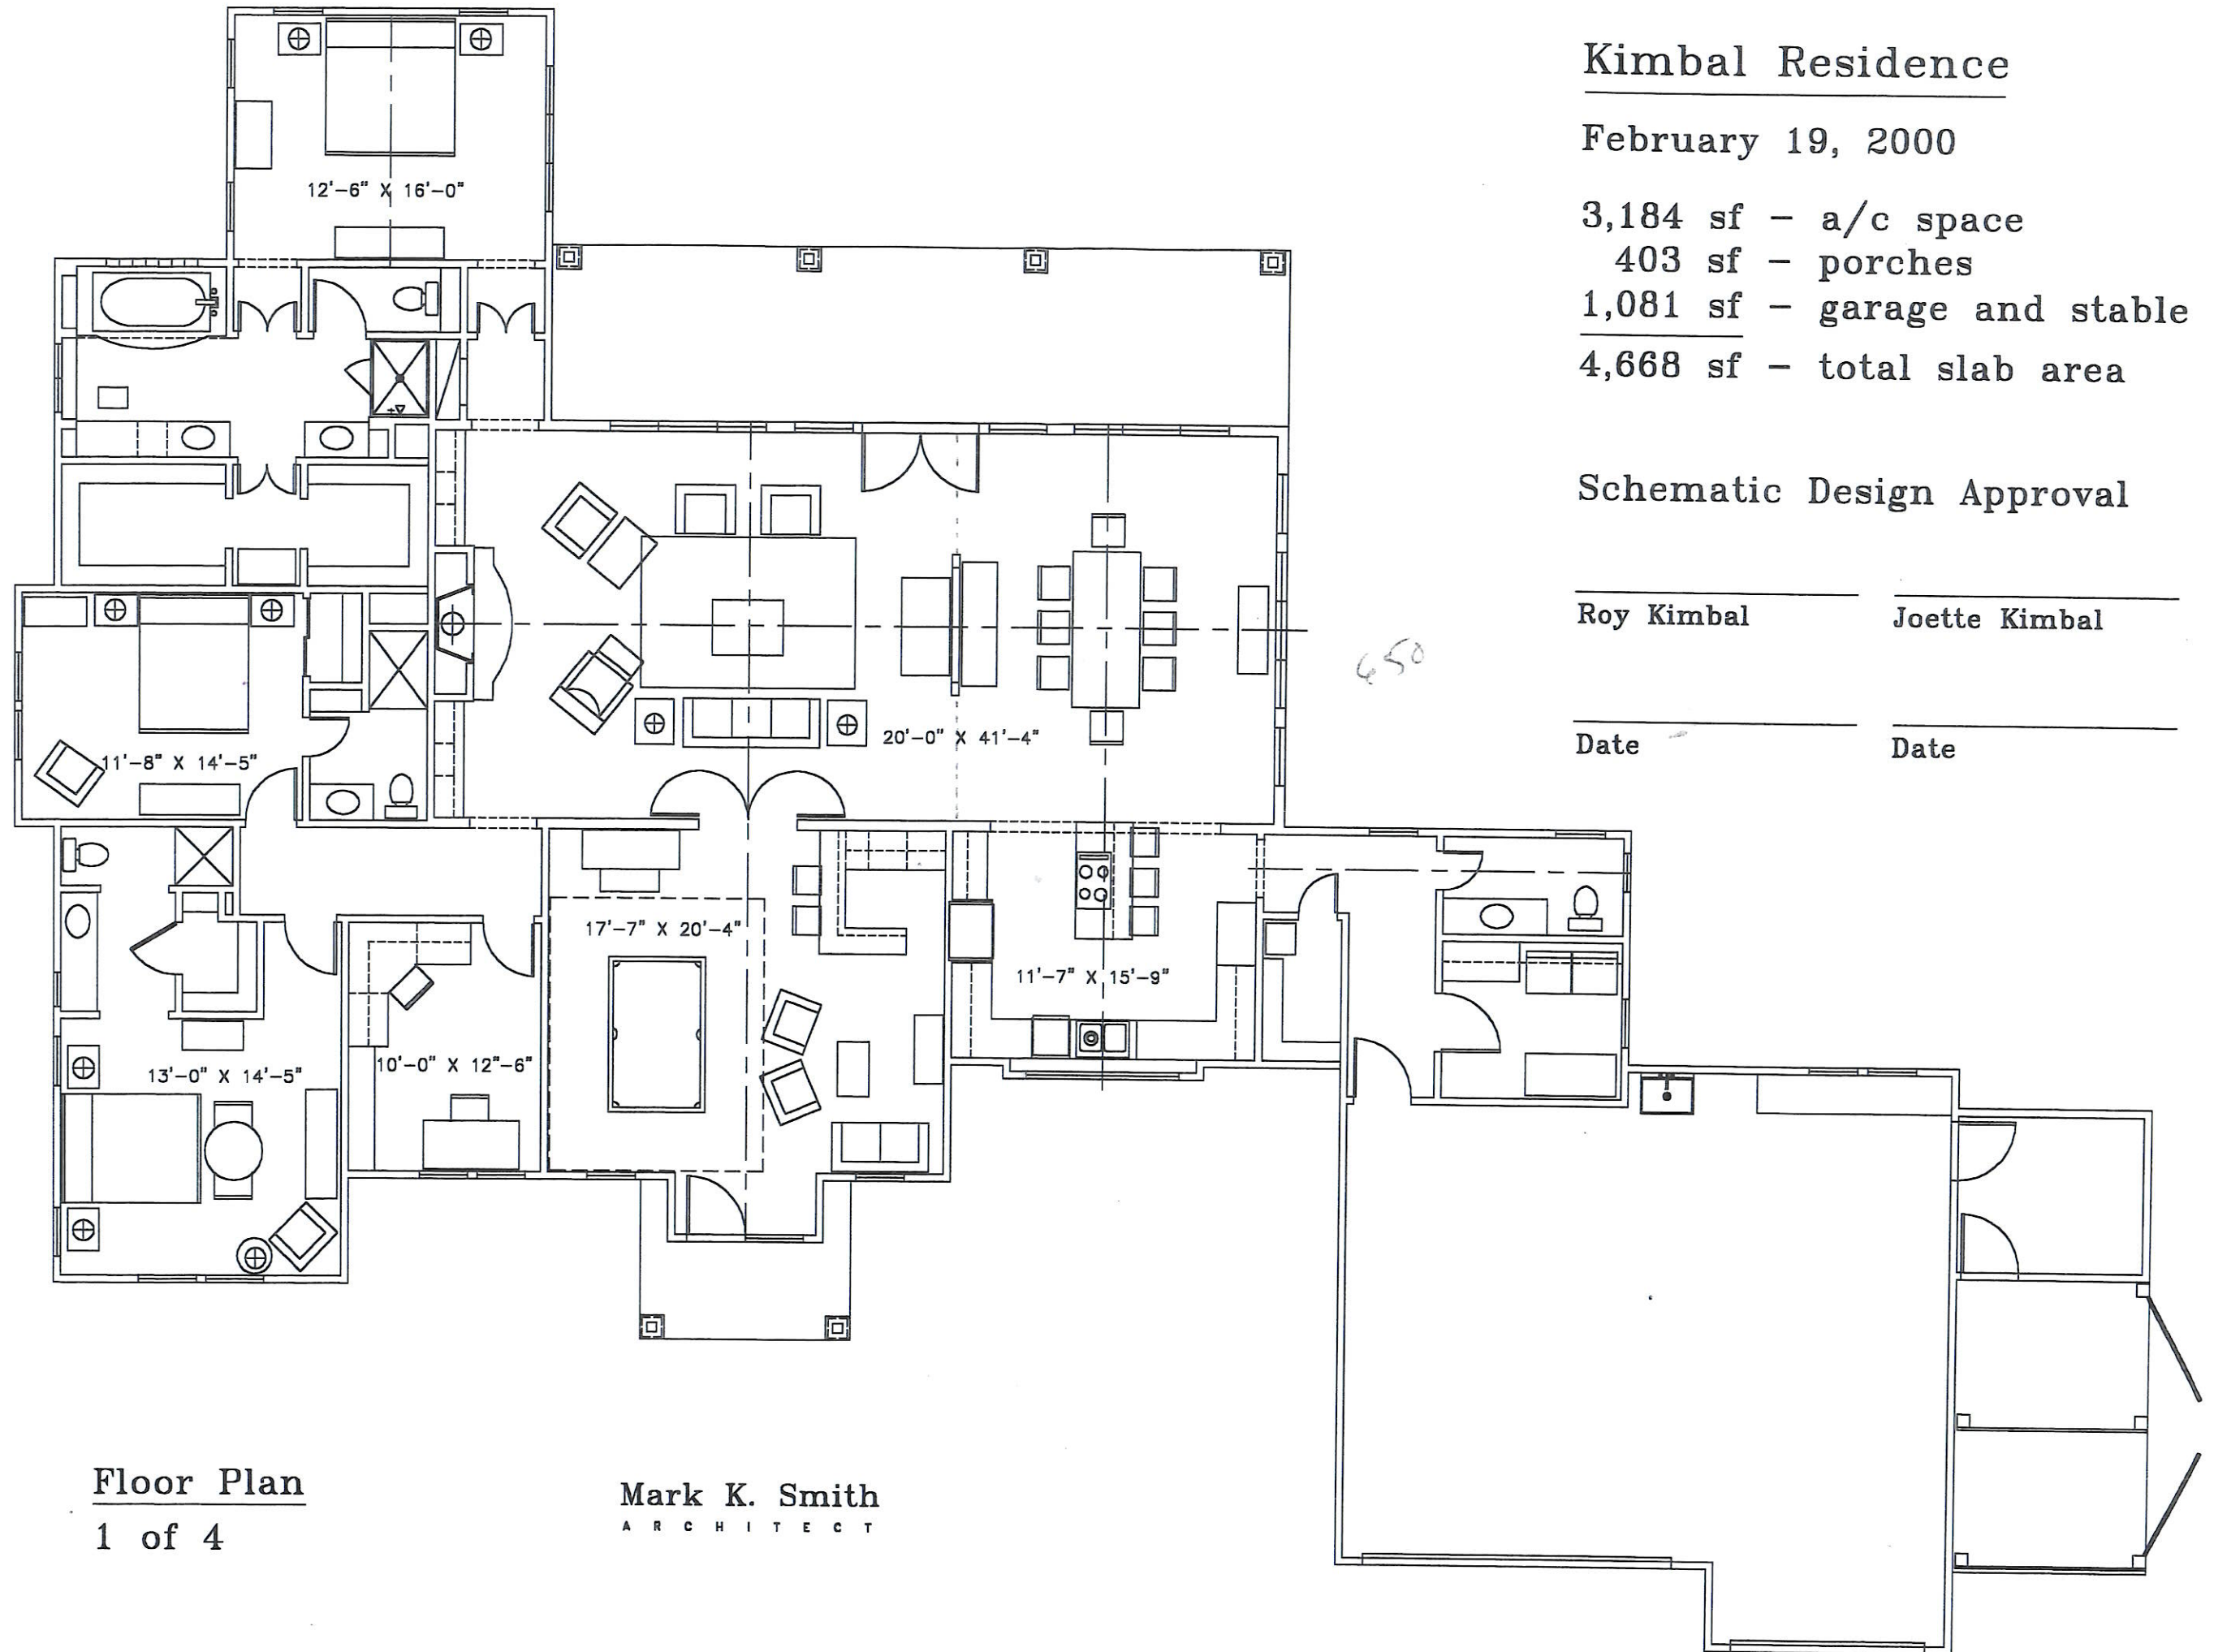 Kimbal Residence
February 19, 2000
3,184 sf - a/c space
403 sf - porches
1,081 sf - garage and stable
4,668 sf - total slab area
Schematic Design Approval
Roy Kimbal
Joette Kimbal
Date
Date
12'-6" X 16'-0"
650
20'-0" X 41'-4"
11'-8" X 14'-5"
17'-7" X 20'-4"
11'-7" X 15'-9"
10'-0" X 12"-6"
13'-0" X 14'-5"
Floor Plan
1 of 4
Mark K. Smith
ARCHITECT